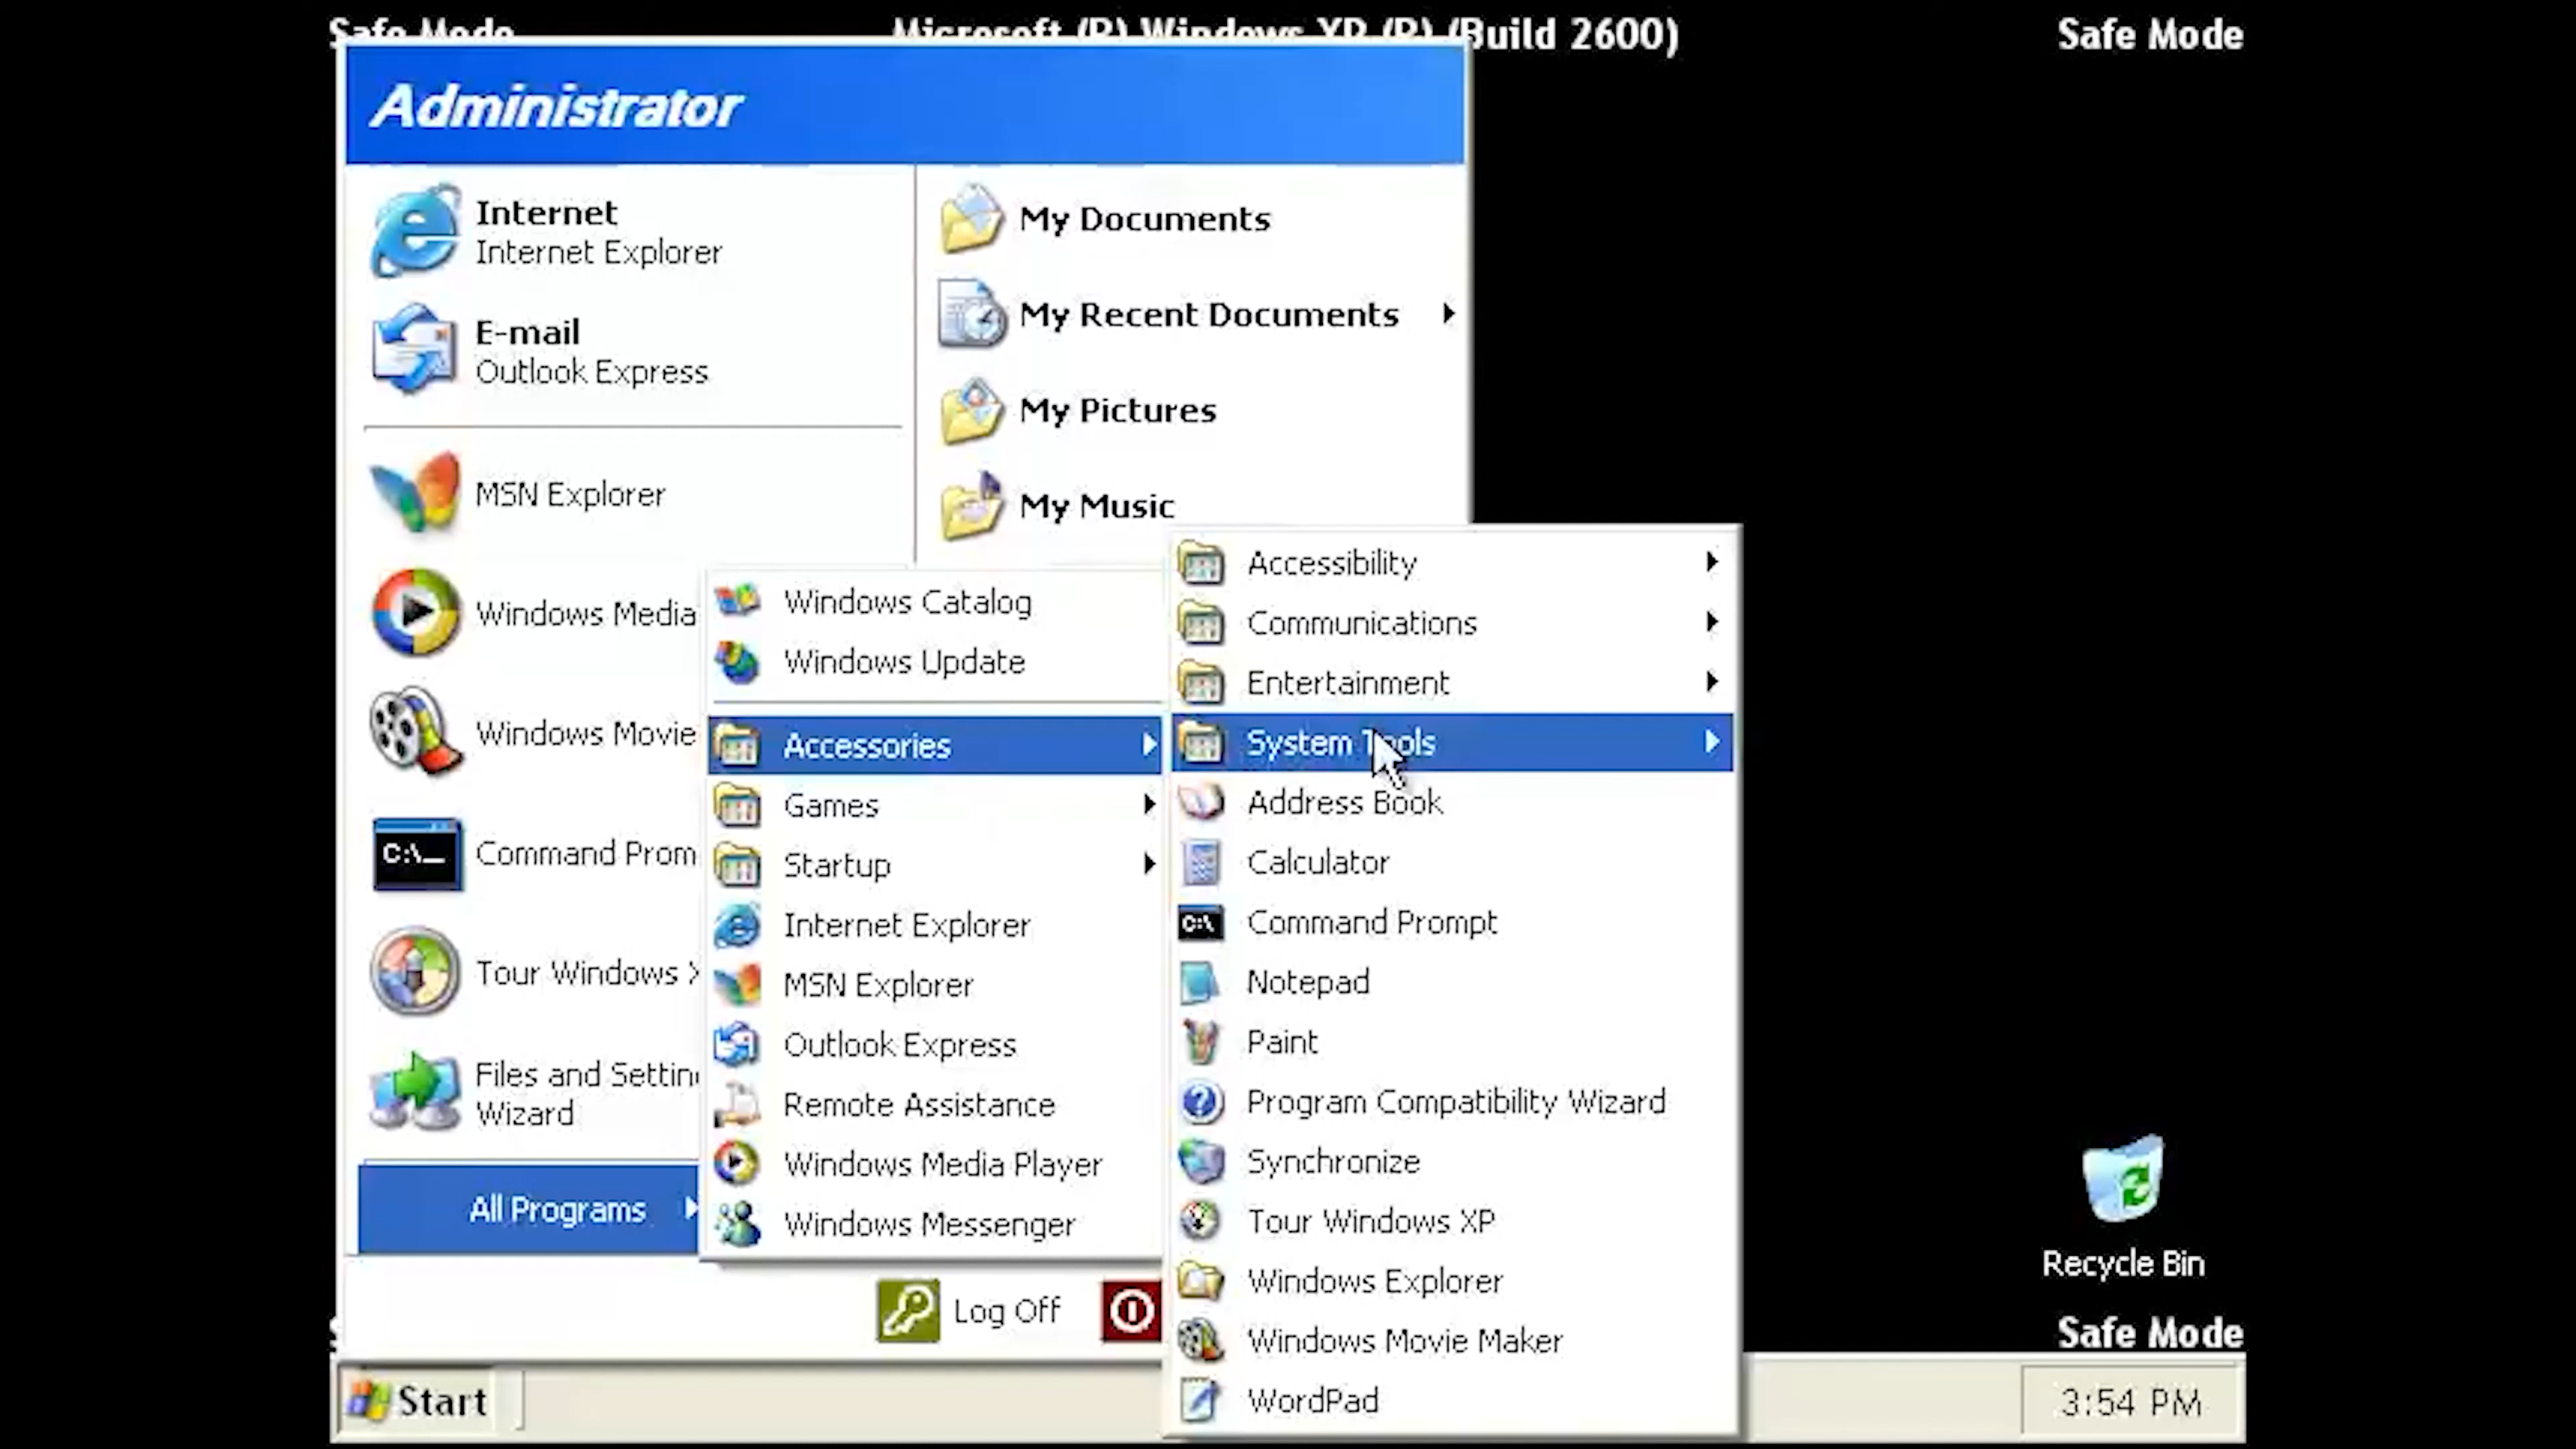 Safe Mode
Microsoft (R) Windows XP (R) (Build 2600)
Safe Mode
Administrator
Internet
Internet Explorer
E-mail
Outlook Express
MSN Explorer
Windows Media
Windows Movie
Command Prom
Tour Windows X
Files and Settin
Wizard
All Programs
My Documents
My Recent Documents
My Pictures
My Music
Windows Catalog
Windows Update
Accessories
Games
Startup
Internet Explorer
MSN Explorer
Outlook Express
Remote Assistance
Windows Media Player
Windows Messenger
Accessibility
Communications
Entertainment
System Tools
Address Book
Calculator
C:\
Command Prompt
Notepad
Paint
Program Compatibility Wizard
Synchronize
Tour Windows XP
Windows Explorer
Windows Movie Maker
WordPad
C:\_
Log Off
Recycle Bin
Safe Mode
Start
3:54 PM